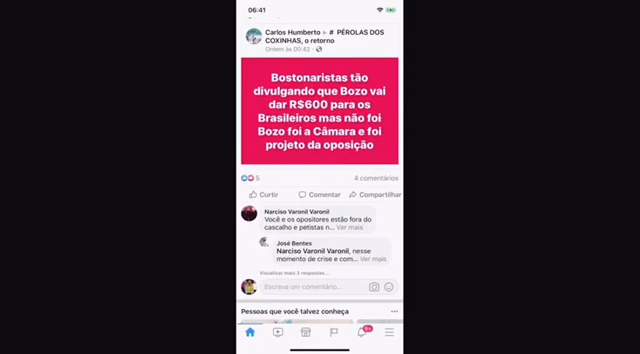 06:41
Carlos Humberto ▸ # PÉROLAS DOS
COXINHAS, o retorno
Ontem às 00:42 ·
Bostonaristas tão
divulgando que Bozo vai
dar R$600 para os
Brasileiros mas não foi
Bozo foi a Câmara e foi
projeto da oposição
5
4 comentários
Curtir
Comentar
Compartilhar
Narciso Varonil Varonil
Você e os opositores estão fora do
cascalho e petistas n... Ver mais
José Bentes
Narciso Varonil Varonil, nesse
momento de crise e com... Ver mais
Visualizar mais 3 respostas...
Escreva um comentário...
Pessoas que você talvez conheça
9+